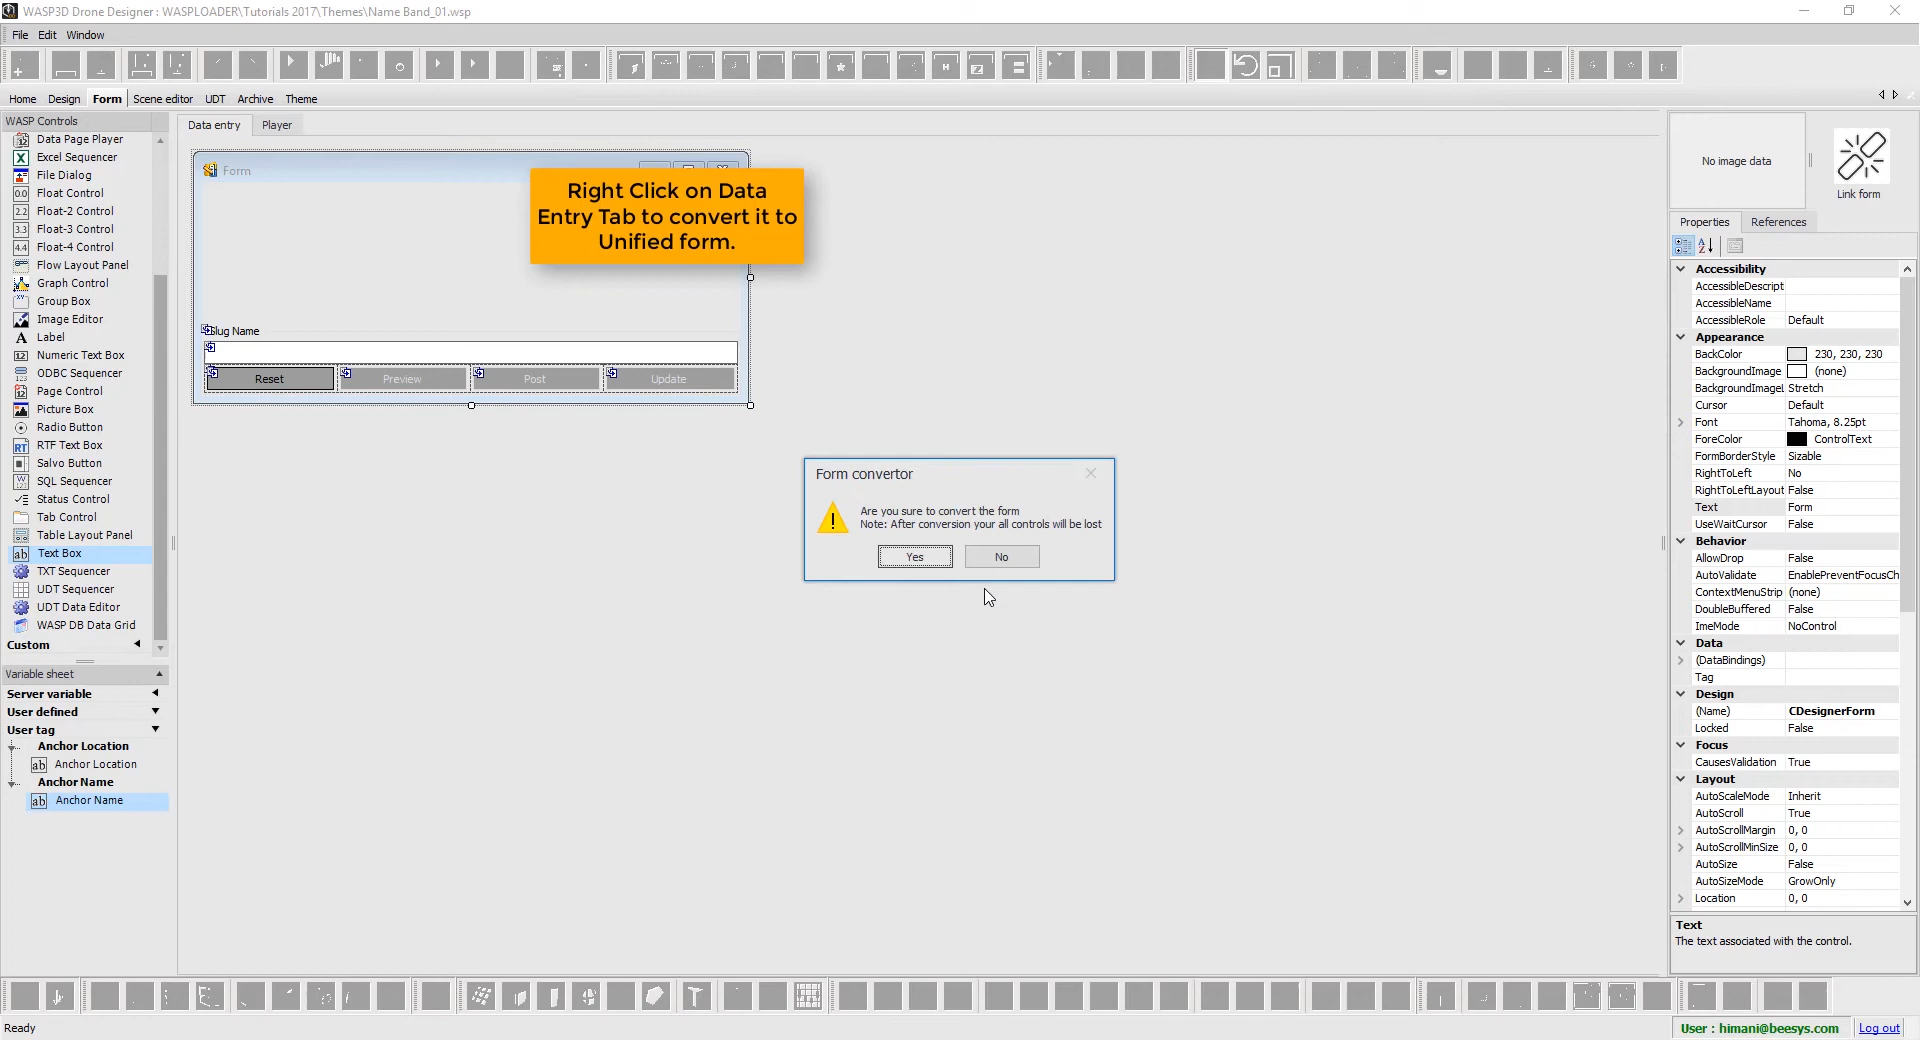 WASP3D Drone Designer : WASPLOADER\Tutorials 2017\Themes\Name Band_01.wsp
File Edit Window
Home Design Form Scene editor UDT Archive Theme
WASP Controls
Data Page Player
Excel Sequencer
File Dialog
Float Control
Float-2 Control
Float-3 Control
Float-4 Control
Flow Layout Panel
Graph Control
Group Box
Image Editor
Label
Numeric Text Box
ODBC Sequencer
Page Control
Picture Box
Radio Button
RTF Text Box
Salvo Button
SQL Sequencer
Status Control
Tab Control
Table Layout Panel
Text Box
TXT Sequencer
UDT Sequencer
UDT Data Editor
WASP DB Data Grid
Custom
Variable sheet
Server variable
User defined
User tag
Anchor Location
Anchor Location
Anchor Name
Anchor Name
Data entry Player
Form
Right Click on Data
Entry Tab to convert it to
Unified form.
Slug Name
Reset Preview Post Update
Form convertor
Are you sure to convert the form
Note: After conversion your all controls will be lost
Yes No
No image data
Link form
Properties References
Accessibility
AccessibleDescript
AccessibleName
AccessibleRole Default
Appearance
BackColor 230, 230, 230
BackgroundImage (none)
BackgroundImageL Stretch
Cursor Default
Font Tahoma, 8.25pt
ForeColor ControlText
FormBorderStyle Sizable
RightToLeft No
RightToLeftLayout False
Text Form
UseWaitCursor False
Behavior
AllowDrop False
AutoValidate EnablePreventFocusCh
ContextMenuStrip (none)
DoubleBuffered False
ImeMode NoControl
Data
(DataBindings)
Tag
Design
(Name) CDesignerForm
Locked False
Focus
CausesValidation True
Layout
AutoScaleMode Inherit
AutoScroll True
AutoScrollMargin 0, 0
AutoScrollMinSize 0, 0
AutoSize False
AutoSizeMode GrowOnly
Location 0, 0
Text
The text associated with the control.
Ready
User : himani@beesys.com Log out